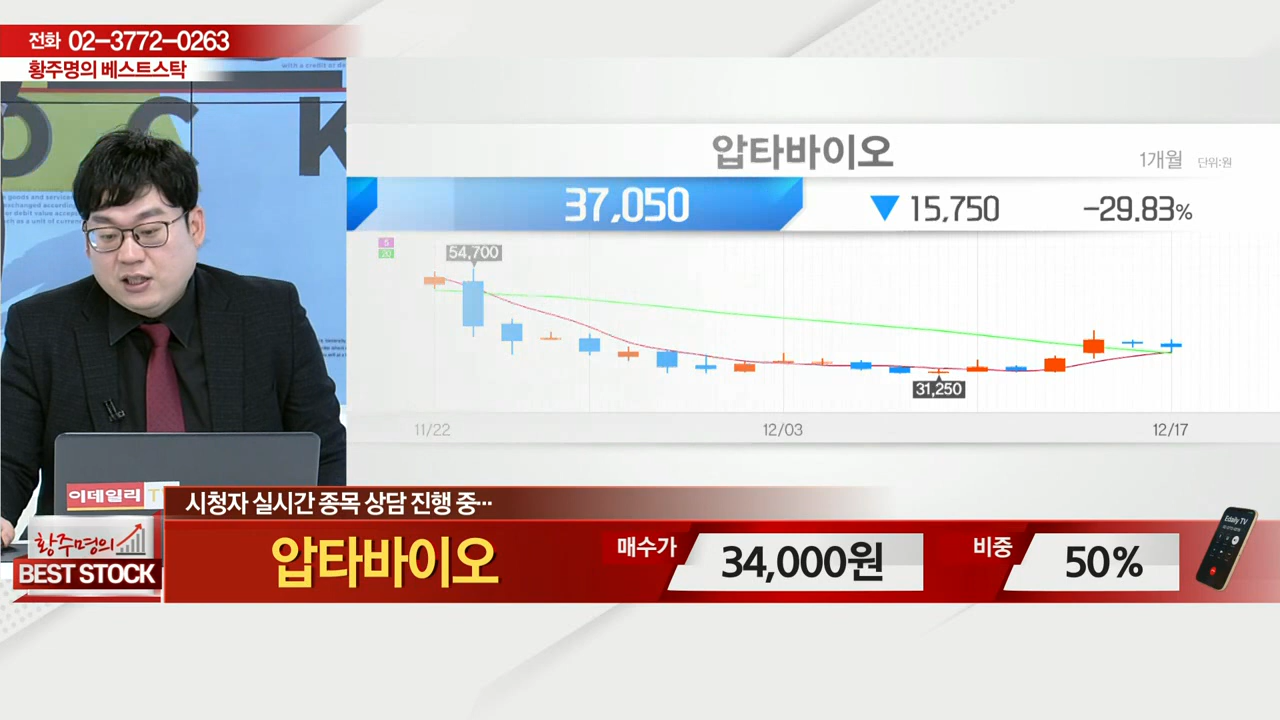 전화 02-3772-0263
황주명의 베스트스탁
압타바이오
1개월 단위:원
37,050 ▼ 15,750 -29.83%
5
20
54,700
31,250
11/22 12/03 12/17
이데일리 T
시청자 실시간 종목 상담 진행 중...
황주명의
BEST STOCK
압타바이오 매수가 34,000원 비중 50%
Edaily TV